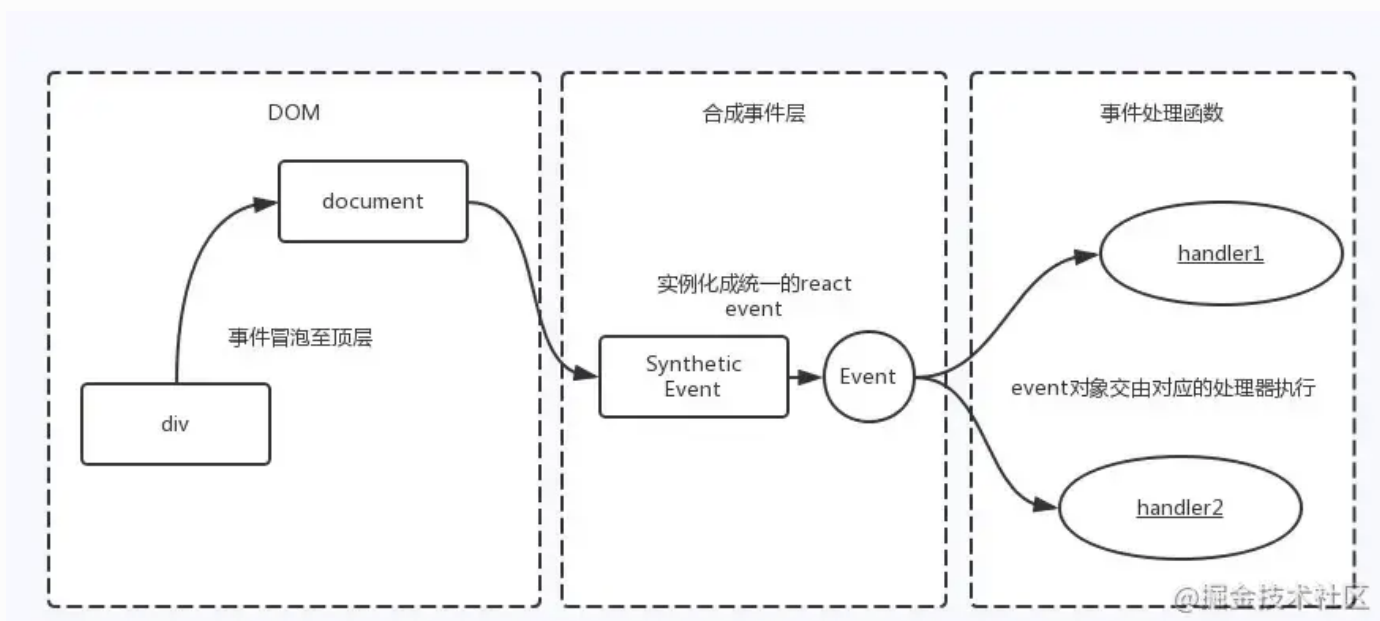 DOM
document
事件冒泡至顶层
div
合成事件层
实例化成统一的react
event
Synthetic
Event
Event
事件处理函数
handler1
event对象交由对应的处理器执行
handler2
@掘金技术社区